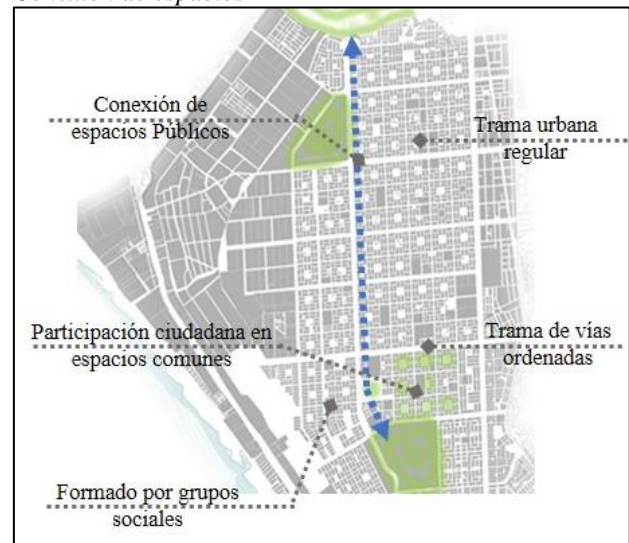 Conexión de
espacios Públicos
Trama urbana
regular
Participación ciudadana en
espacios comunes
Trama de vías
ordenadas
Formado por grupos
sociales